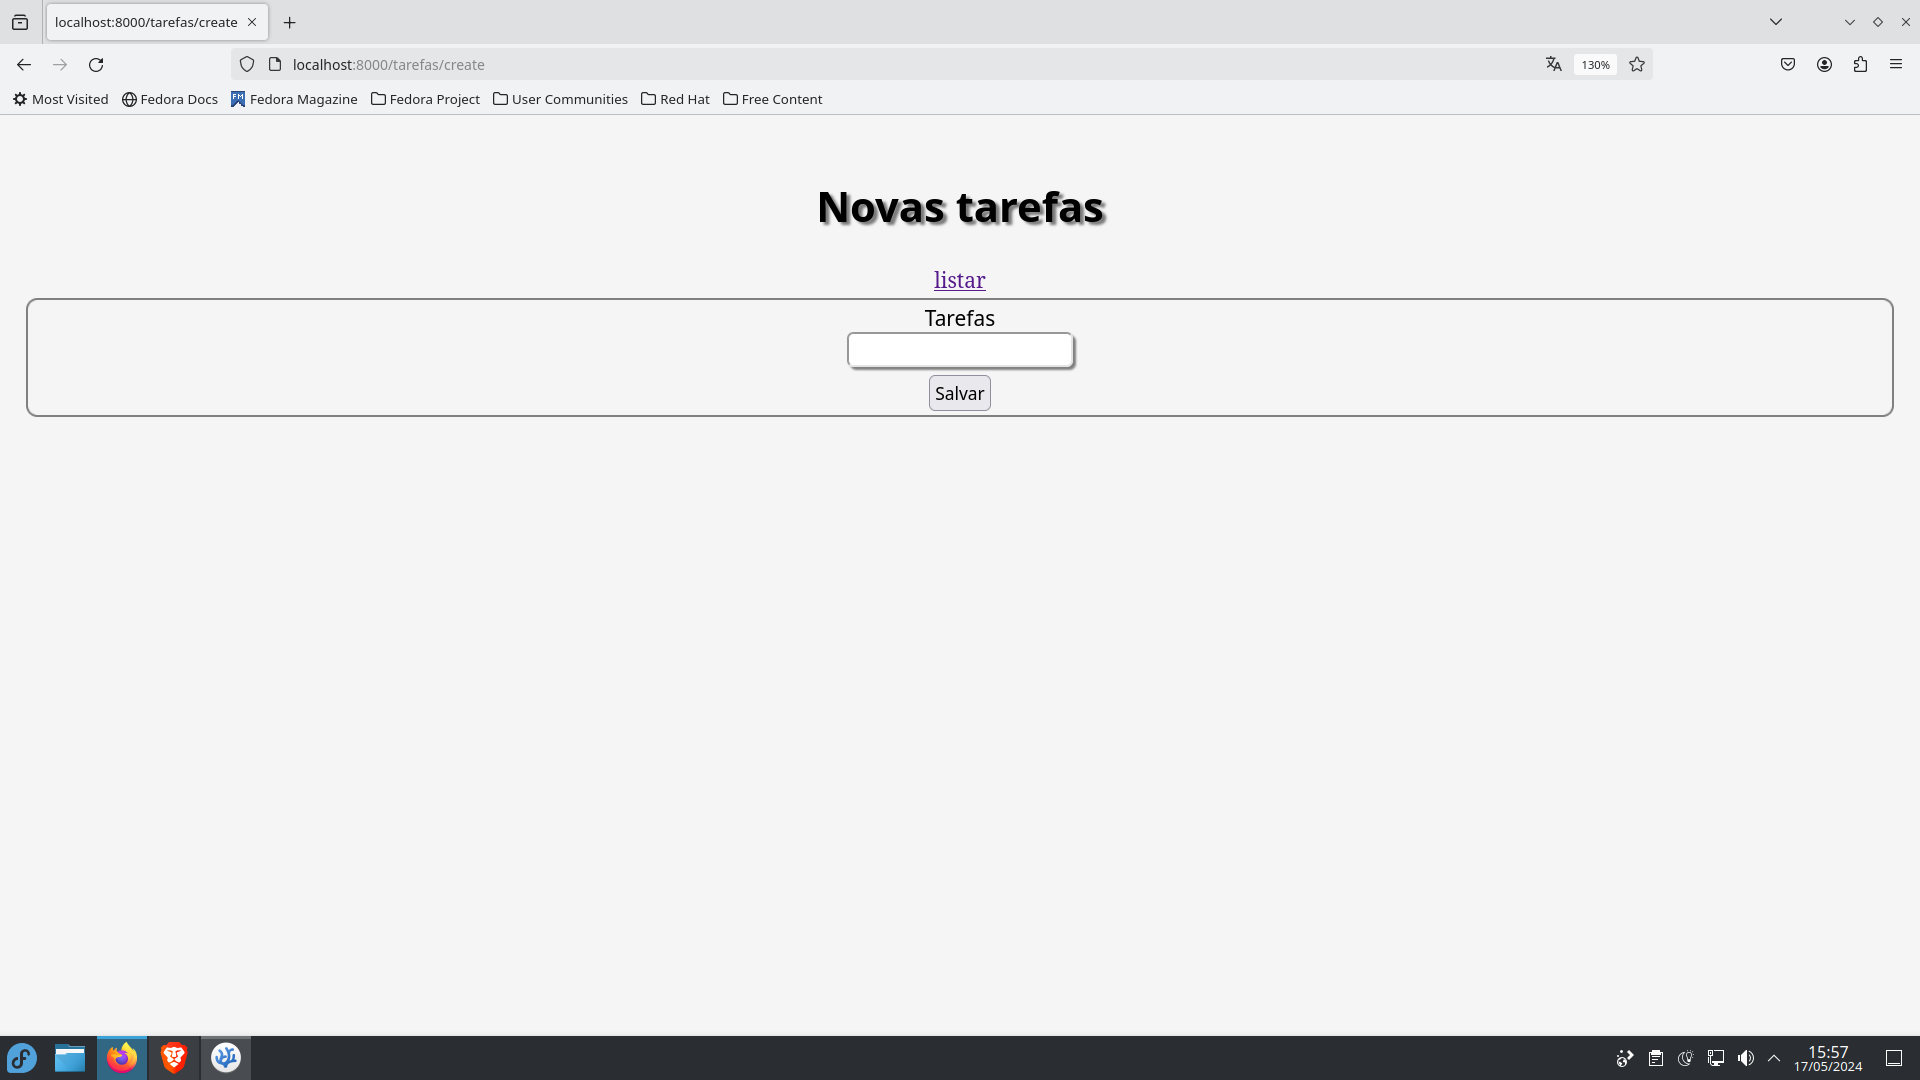 localhost:8000/tarefas/create
localhost:8000/tarefas/create
130%
Most Visited
Fedora Docs
FM
Fedora Magazine
Fedora Project
User Communities
Red Hat
Free Content
Novas tarefas
listar
Tarefas
Salvar
15:57
17/05/2024